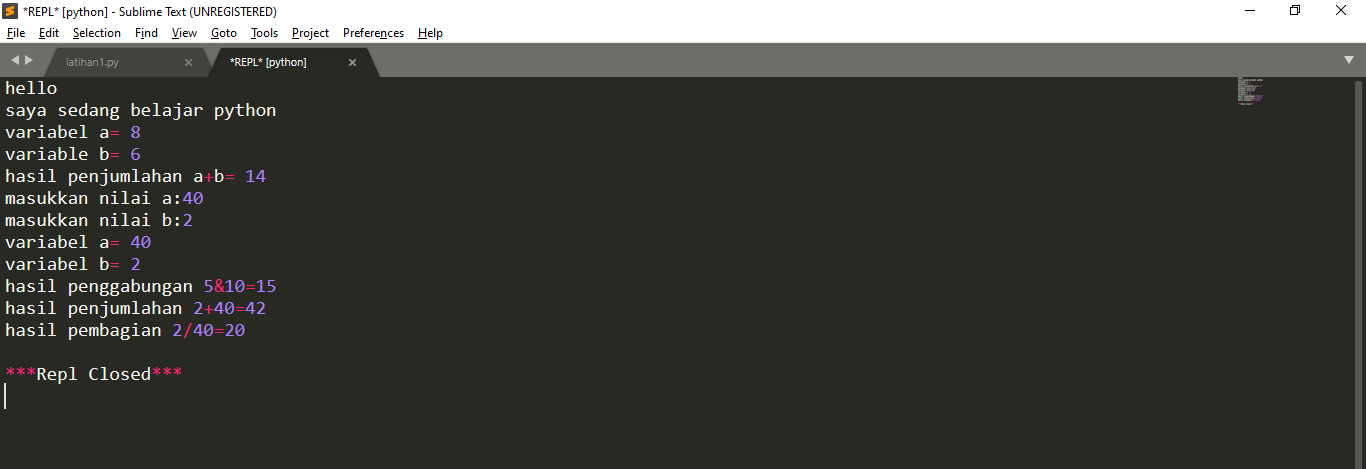 *REPL* [python] - Sublime Text (UNREGISTERED)
File Edit Selection Find View Goto Tools Project Preferences Help
latihan1.py *REPL* [python]
hello
saya sedang belajar python
variabel a= 8
variable b= 6
hasil penjumlahan a+b= 14
masukkan nilai a:40
masukkan nilai b:2
variabel a= 40
variabel b= 2
hasil penggabungan 5&10=15
hasil penjumlahan 2+40=42
hasil pembagian 2/40=20
***Repl Closed***